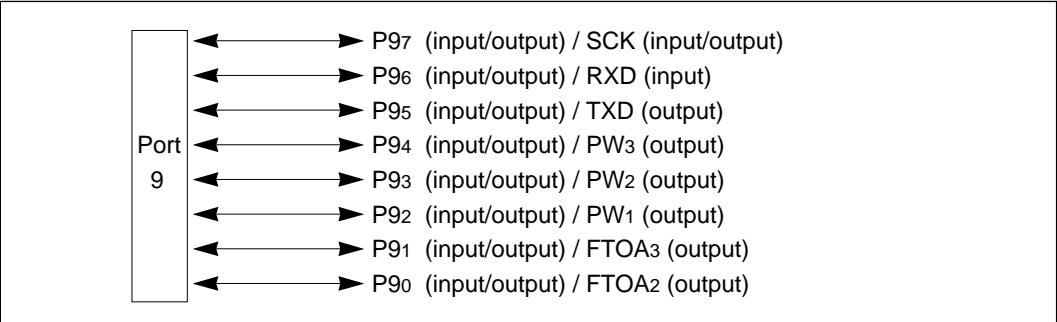 P97 (input/output) / SCK (input/output)
P96 (input/output) / RXD (input)
P95 (input/output) / TXD (output)
Port 9
P94 (input/output) / PW3 (output)
P93 (input/output) / PW2 (output)
P92 (input/output) / PW1 (output)
P91 (input/output) / FTOA3 (output)
P90 (input/output) / FTOA2 (output)